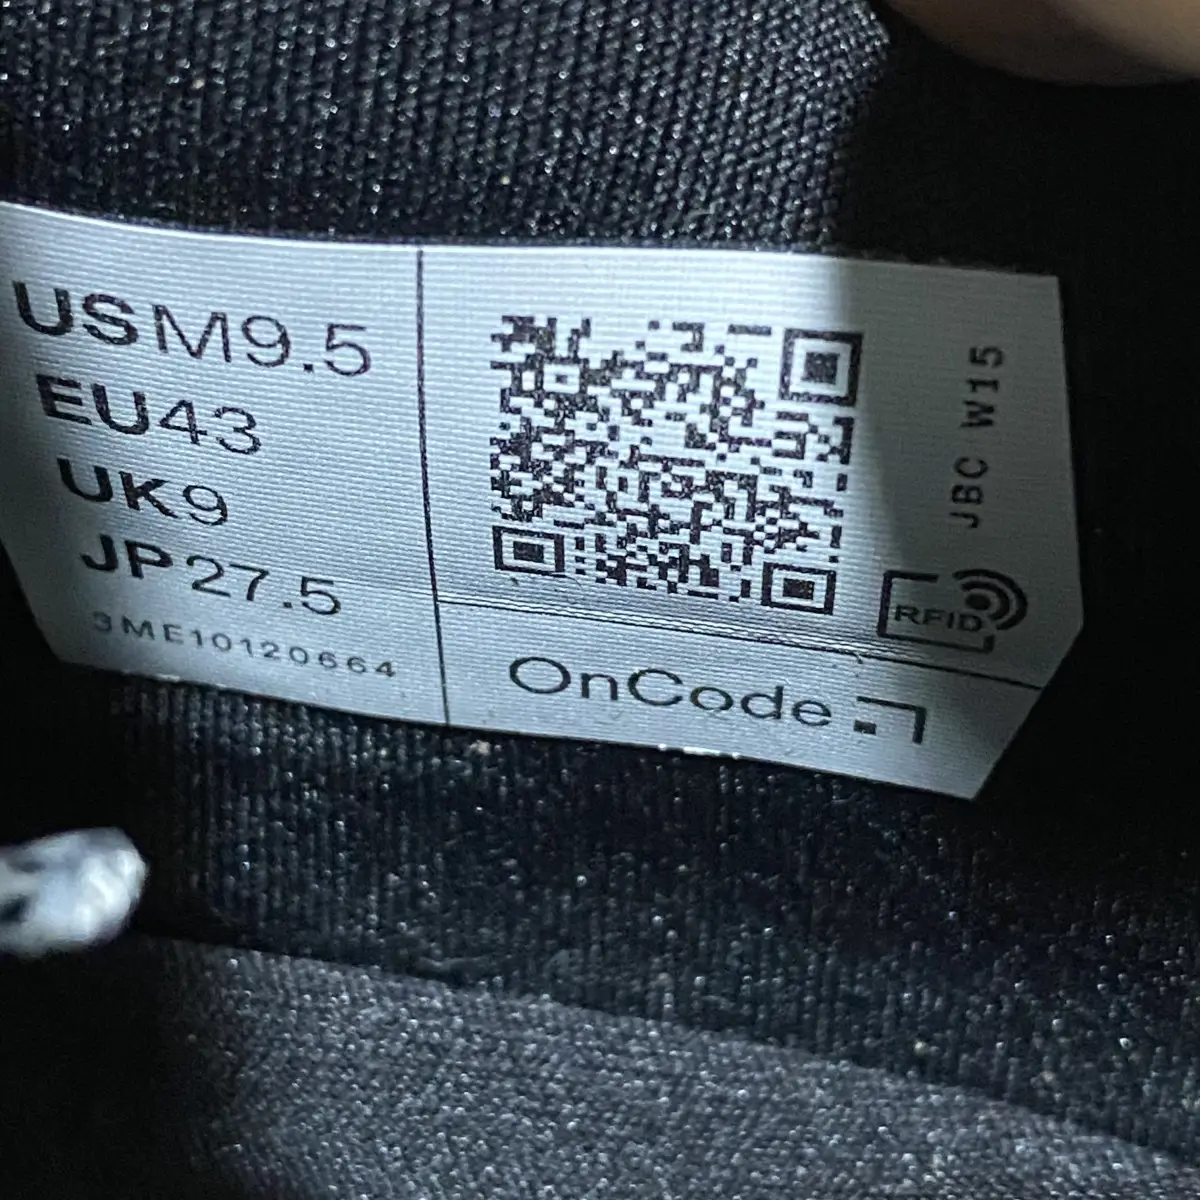 USM9.5
EU43
UK9
JP27.5
3ME10120664
JBC W15
RFID
OnCode